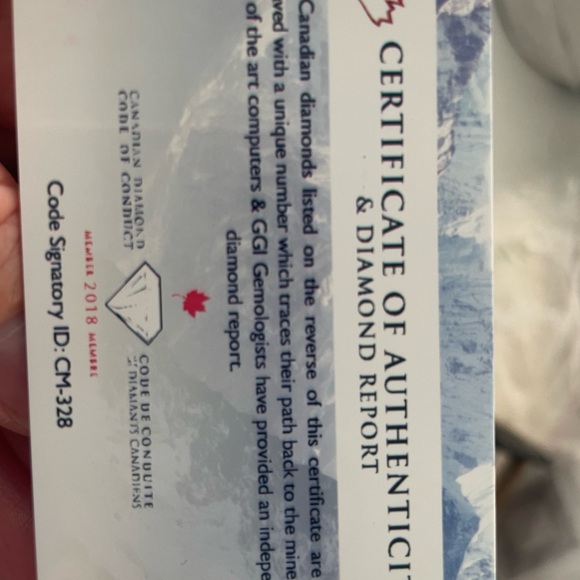 CERTIFICATE OF AUTHENTICI
& DIAMOND REPORT
Canadian diamonds listed on the reverse of this certificate are
ved with a unique number which traces their path back to the mine
of the art computers & GGI Gemologists have provided an indepe
diamond report.
CANADIAN DIAMOND
CODE OF CONDUCT
CODE DE CONDUITE
DIAMANTS CANADIENS
MEMBER 2018 MEMBRE
Code Signatory ID: CM-328